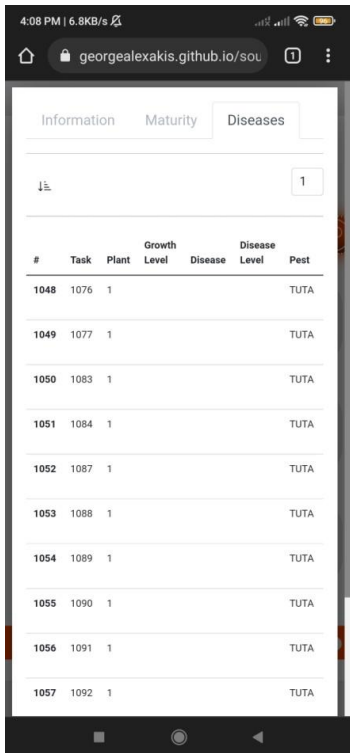 4:08 PM | 6.8KB/s
georgealexakis.github.io/sou
1
Information Maturity Diseases
1
# Task Plant Growth Level Disease Disease Level Pest
1048 1076 1 TUTA
1049 1077 1 TUTA
1050 1083 1 TUTA
1051 1084 1 TUTA
1052 1087 1 TUTA
1053 1088 1 TUTA
1054 1089 1 TUTA
1055 1090 1 TUTA
1056 1091 1 TUTA
1057 1092 1 TUTA